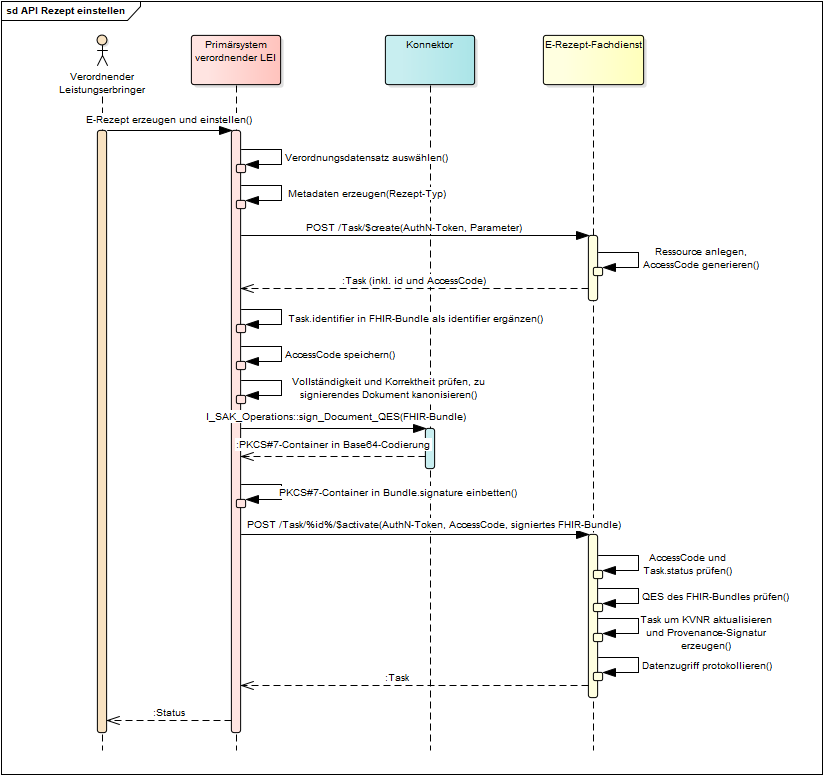 sd API Rezept einstellen
Verordnender
Leistungserbringer
Primärsystem
verordnender LEI
Konnektor
E-Rezept-Fachdienst
E-Rezept erzeugen und einstellen()
Verordnungsdatensatz auswählen()
Metadaten erzeugen(Rezept-Typ)
POST /Task/$create(AuthN-Token, Parameter)
Ressource anlegen,
AccessCode generieren()
:Task (inkl. id und AccessCode)
Task.identifier in FHIR-Bundle als identifier ergänzen()
AccessCode speichern()
Vollständigkeit und Korrektheit prüfen, zu
signierendes Dokument kanonisieren()
I_SAK_Operations::sign_Document_QES(FHIR-Bundle)
:PKCS#7-Container in Base64-Codierung
PKCS#7-Container in Bundle.signature einbetten()
POST /Task/%id%/$activate(AuthN-Token, AccessCode, signiertes FHIR-Bundle)
AccessCode und
Task.status prüfen()
QES des FHIR-Bundles prüfen()
Task um KVNR aktualisieren
und Provenance-Signatur
erzeugen()
Datenzugriff protokollieren()
:Task
:Status